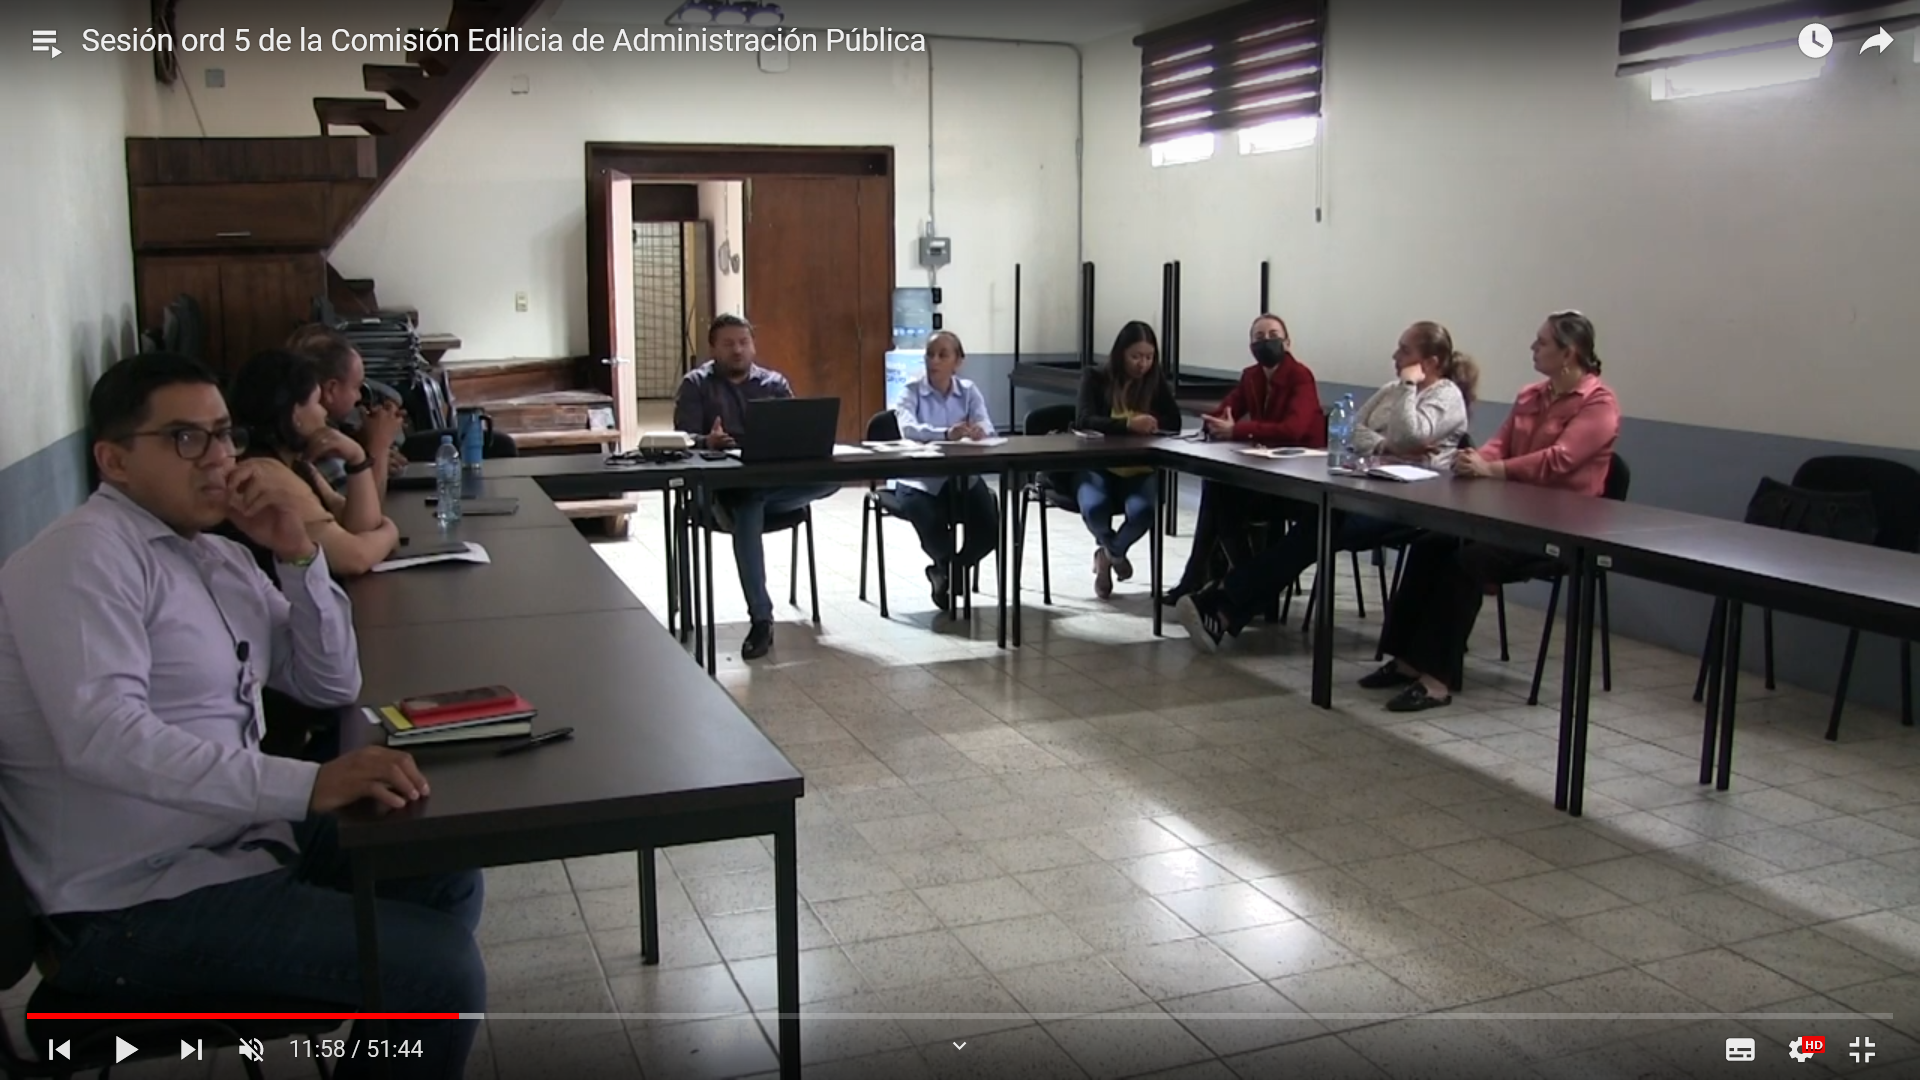 Sesión ord 5 de la Comisión Edilicia de Administración Pública
11:58 / 51:44
HD